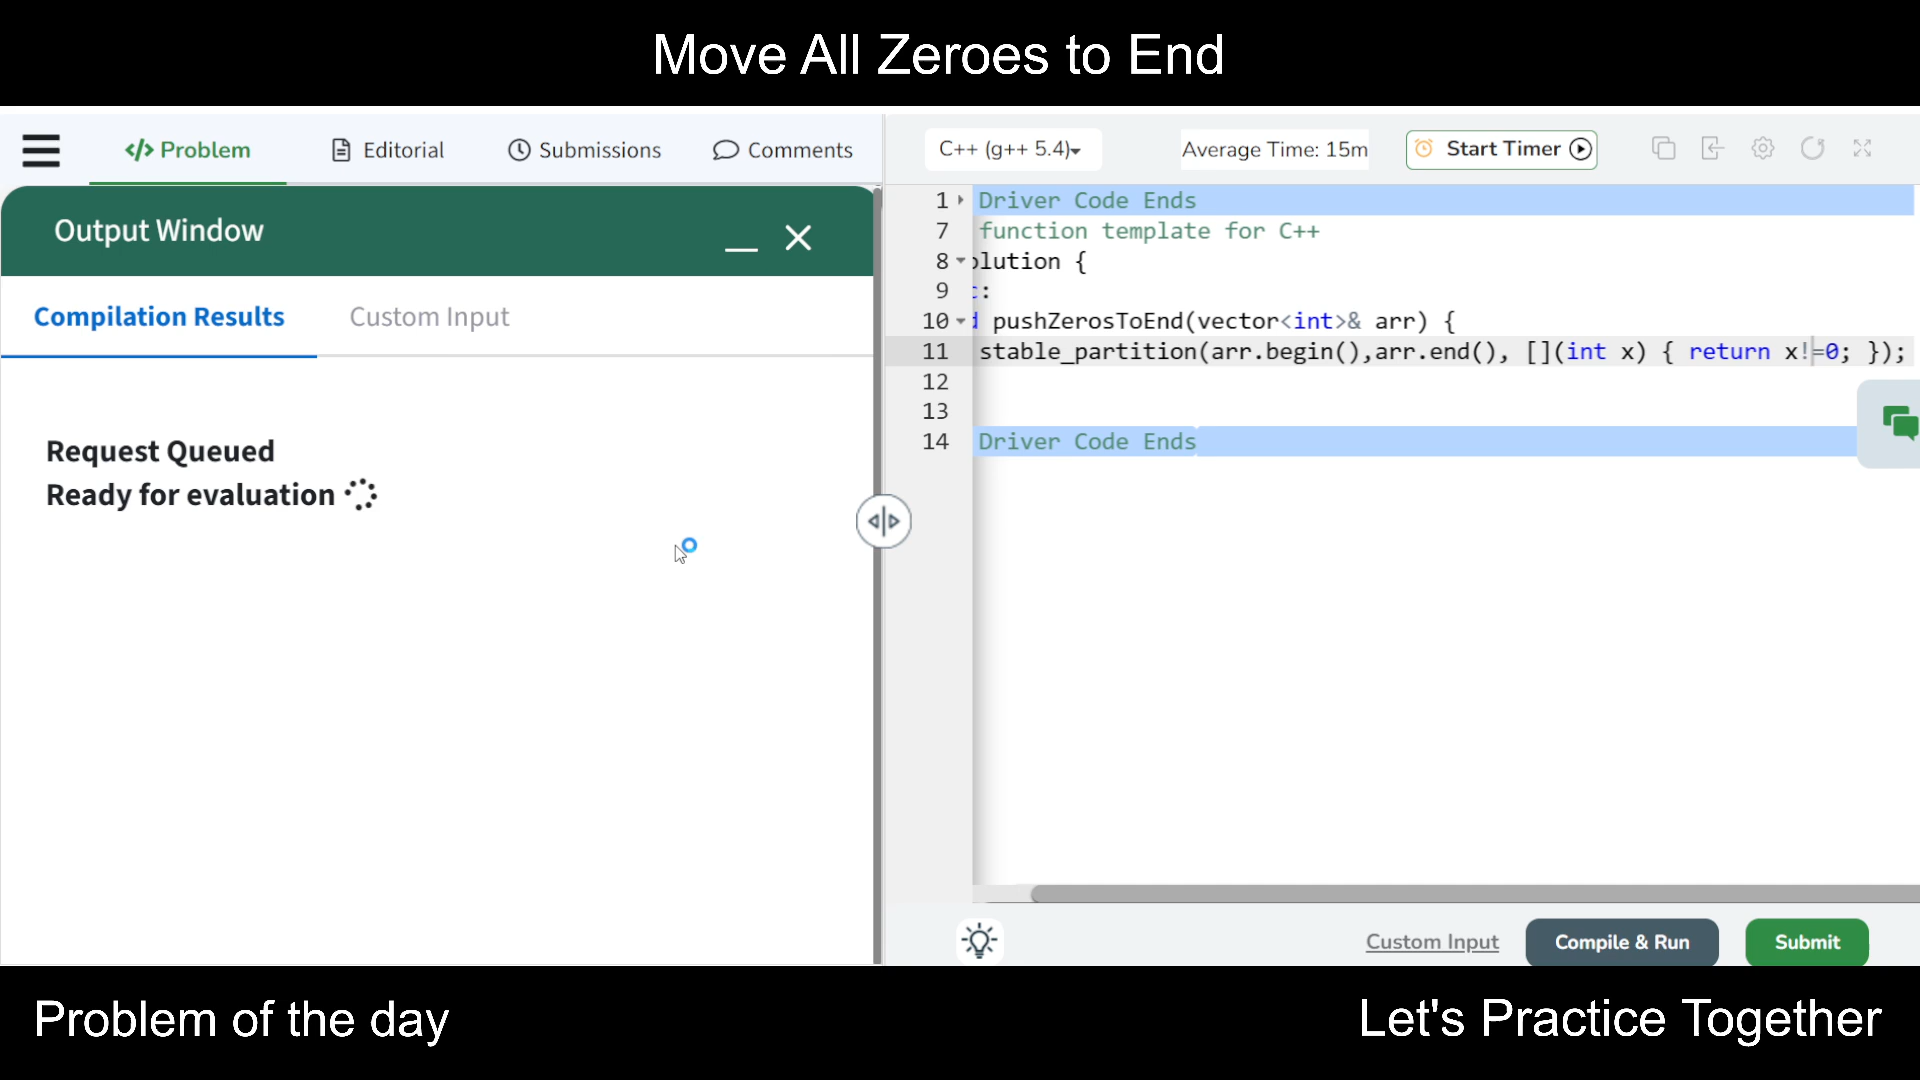 Move All Zeroes to End
</> Problem
Editorial
Submissions
Comments
C++ (g++ 5.4)
Average Time: 15m
Start Timer
Output Window
Compilation Results
Custom Input
Request Queued
Ready for evaluation
1 Driver Code Ends
7 function template for C++
8 olution {
9 c:
10 d pushZerosToEnd(vector<int>& arr) {
11 stable_partition(arr.begin(),arr.end(), [](int x) { return x!=0; });
12
13
14 Driver Code Ends
Custom Input
Compile & Run
Submit
Problem of the day
Let's Practice Together